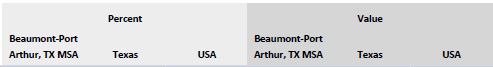 Percent Value
Beaumont-Port Beaumont-Port
Arthur, TX MSA Texas USA Arthur, TX MSA Texas USA